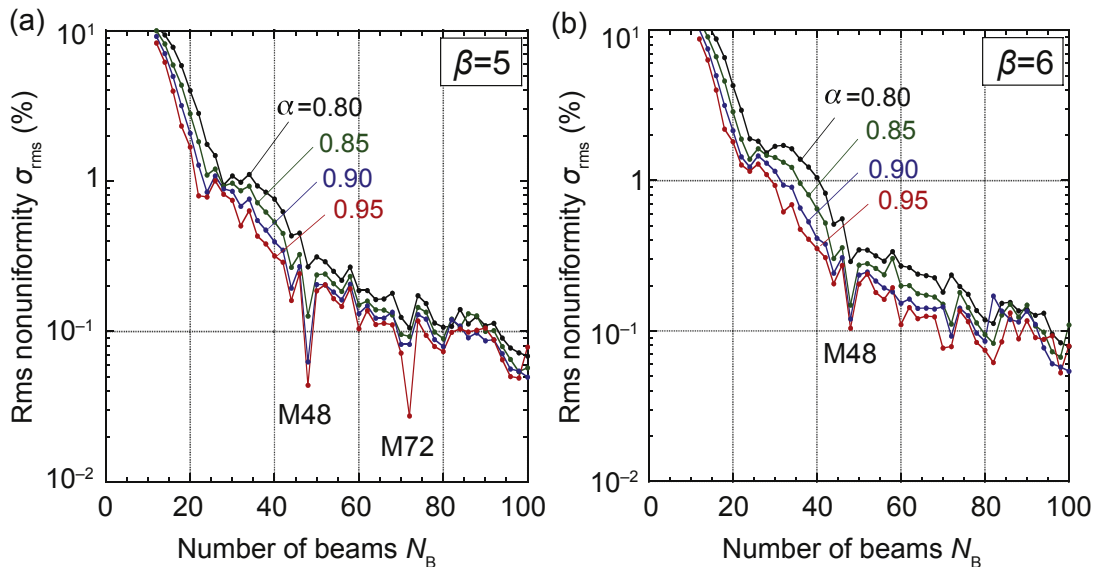 (a)
Rms nonuniformity σrms (%)
10¹
1
10⁻¹
10⁻²
β=5
α=0.80
0.85
0.90
0.95
M48
M72
0 20 40 60 80 100
Number of beams NB
(b)
Rms nonuniformity σrms (%)
10¹
1
10⁻¹
10⁻²
β=6
α=0.80
0.85
0.90
0.95
M48
0 20 40 60 80 100
Number of beams NB